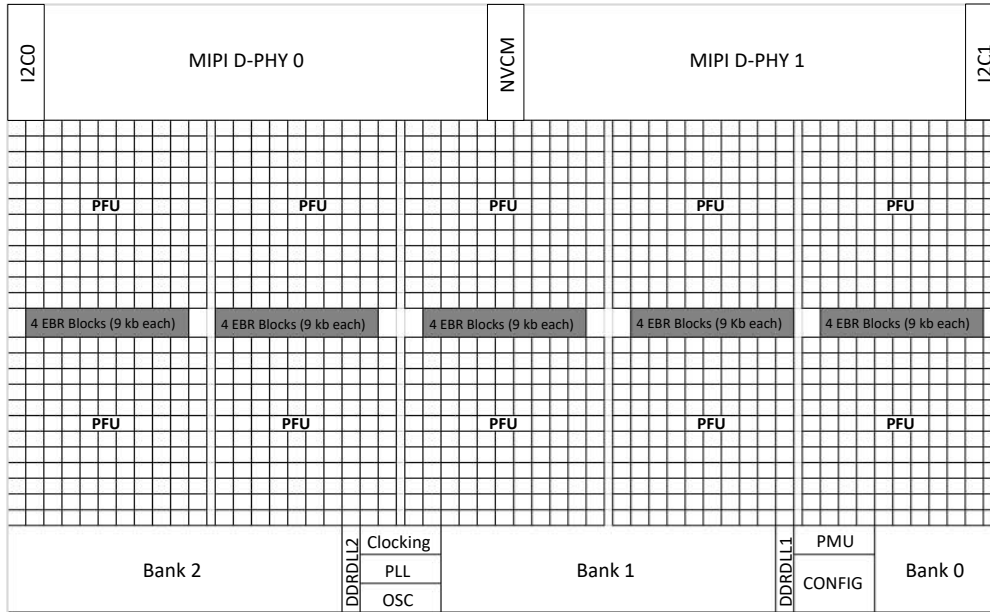 I2C0
MIPI D-PHY 0
NVCM
MIPI D-PHY 1
I2C1
PFU
PFU
PFU
PFU
PFU
4 EBR Blocks (9 kb each)
4 EBR Blocks (9 kb each)
4 EBR Blocks (9 kb each)
4 EBR Blocks (9 Kb each)
4 EBR Blocks (9 kb each)
PFU
PFU
PFU
PFU
PFU
Bank 2
DDRDLL2
Clocking
PLL
OSC
Bank 1
DDRDLL1
PMU
CONFIG
Bank 0